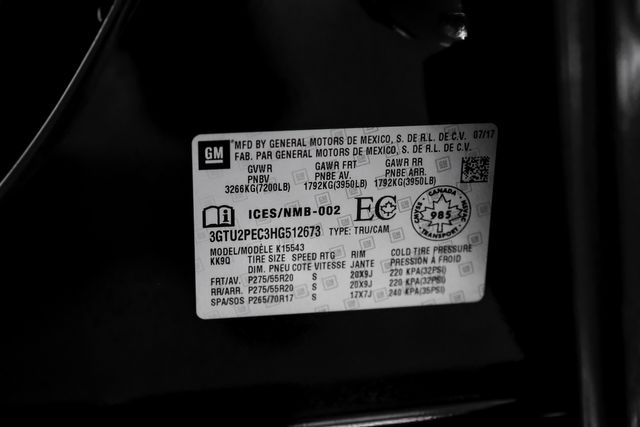 GM
MFD BY GENERAL MOTORS DE MEXICO, S. DE R.L. DE C.V. 07/17
FAB. PAR GENERAL MOTORS DE MEXICO, S. DE R.L. DE C.V.
GVWR GAWR FRT GAWR RR
PNBV PNBE AV. PNBE ARR.
3266KG(7200LB) 1792KG(3950LB) 1792KG(3950LB)
ICES/NMB-002 EC
CANADA
985
TRANSPORT
3GTU2PEC3HG512673 TYPE: TRU/CAM
MODEL/MODÈLE K15543
KK9Q TIRE SIZE SPEED RTG RIM COLD TIRE PRESSURE
DIM. PNEU COTE VITESSE JANTE PRESSION A FROID
FRT/AV. P275/55R20 S 20X9J 220 KPA(32PSI)
RR/ARR. P275/55R20 S 20X9J 220 KPA(32PSI)
SPA/SOS P265/70R17 S 17X7J 240 KPA(35PSI)